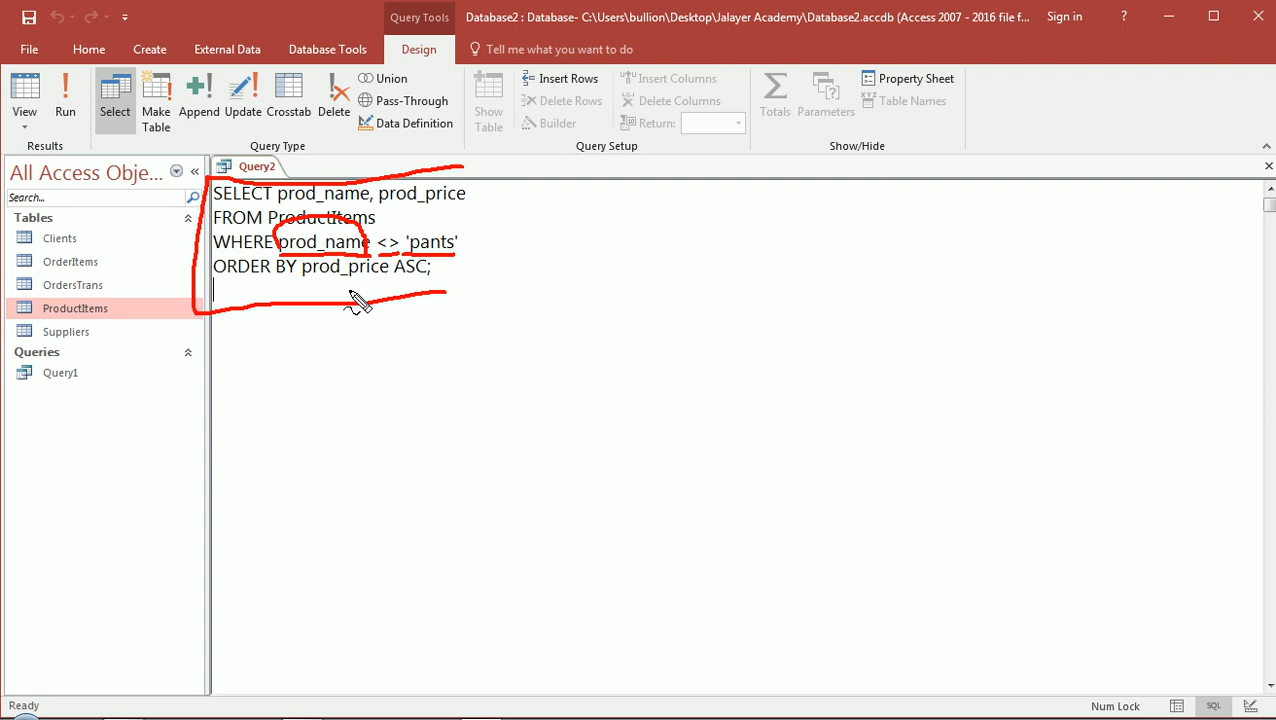 Query Tools
Database2 : Database- C:\Users\bullion\Desktop\Jalayer Academy\Database2.accdb (Access 2007 - 2016 file f...
Sign in
?
File
Home
Create
External Data
Database Tools
Design
Tell me what you want to do
View
Run
Results
Select
Make Table
Append
Update
Crosstab
Delete
Union
Pass-Through
Data Definition
Query Type
Show Table
Insert Rows
Delete Rows
Builder
Insert Columns
Delete Columns
Return:
Query Setup
Totals
Parameters
Property Sheet
Table Names
Show/Hide
All Access Obje...
Search...
Tables
Clients
OrderItems
OrdersTrans
ProductItems
Suppliers
Queries
Query1
Query2
SELECT prod_name, prod_price
FROM ProductItems
WHERE prod_name <> 'pants'
ORDER BY prod_price ASC;
Ready
Num Lock
SQL